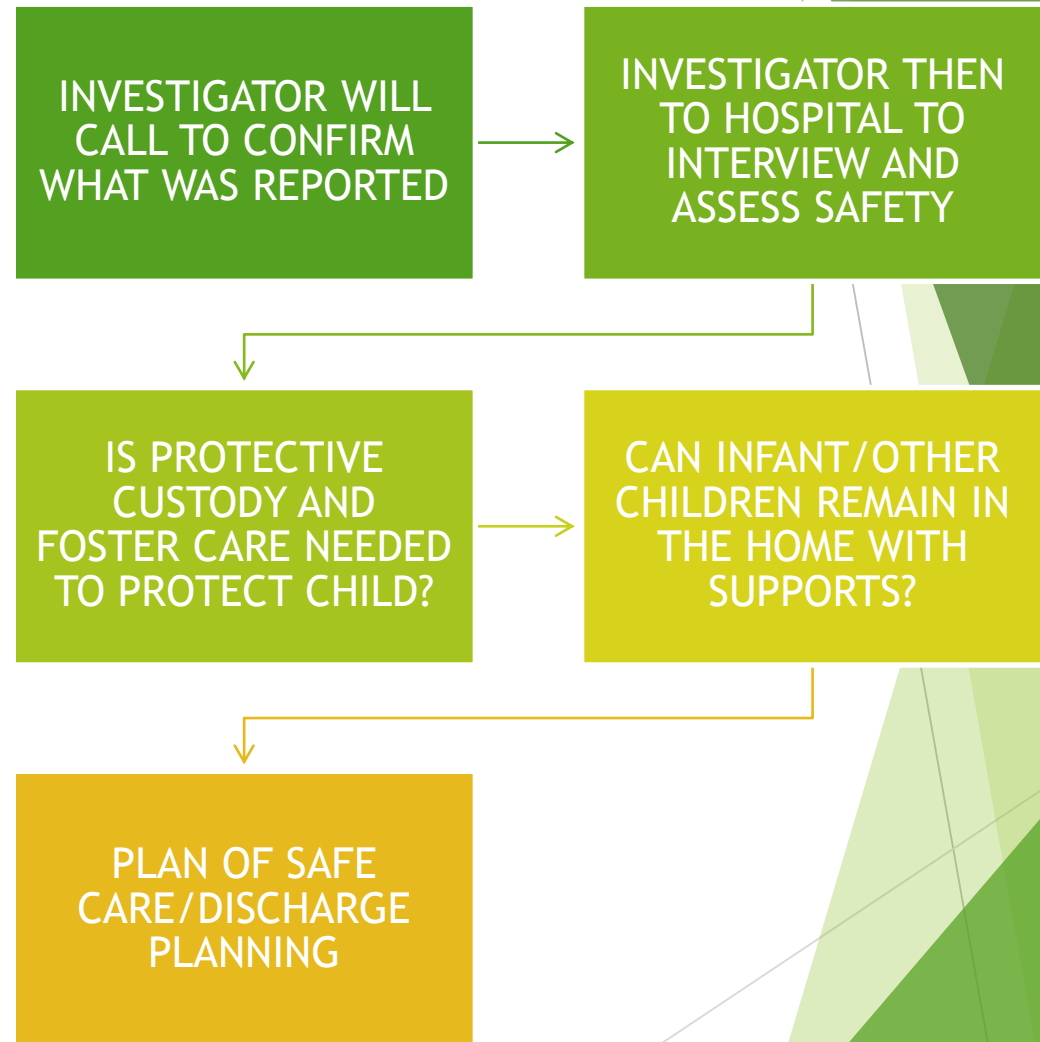 INVESTIGATOR WILL
CALL TO CONFIRM
WHAT WAS REPORTED
INVESTIGATOR THEN
TO HOSPITAL TO
INTERVIEW AND
ASSESS SAFETY
IS PROTECTIVE
CUSTODY AND
FOSTER CARE NEEDED
TO PROTECT CHILD?
CAN INFANT/OTHER
CHILDREN REMAIN IN
THE HOME WITH
SUPPORTS?
PLAN OF SAFE
CARE/DISCHARGE
PLANNING